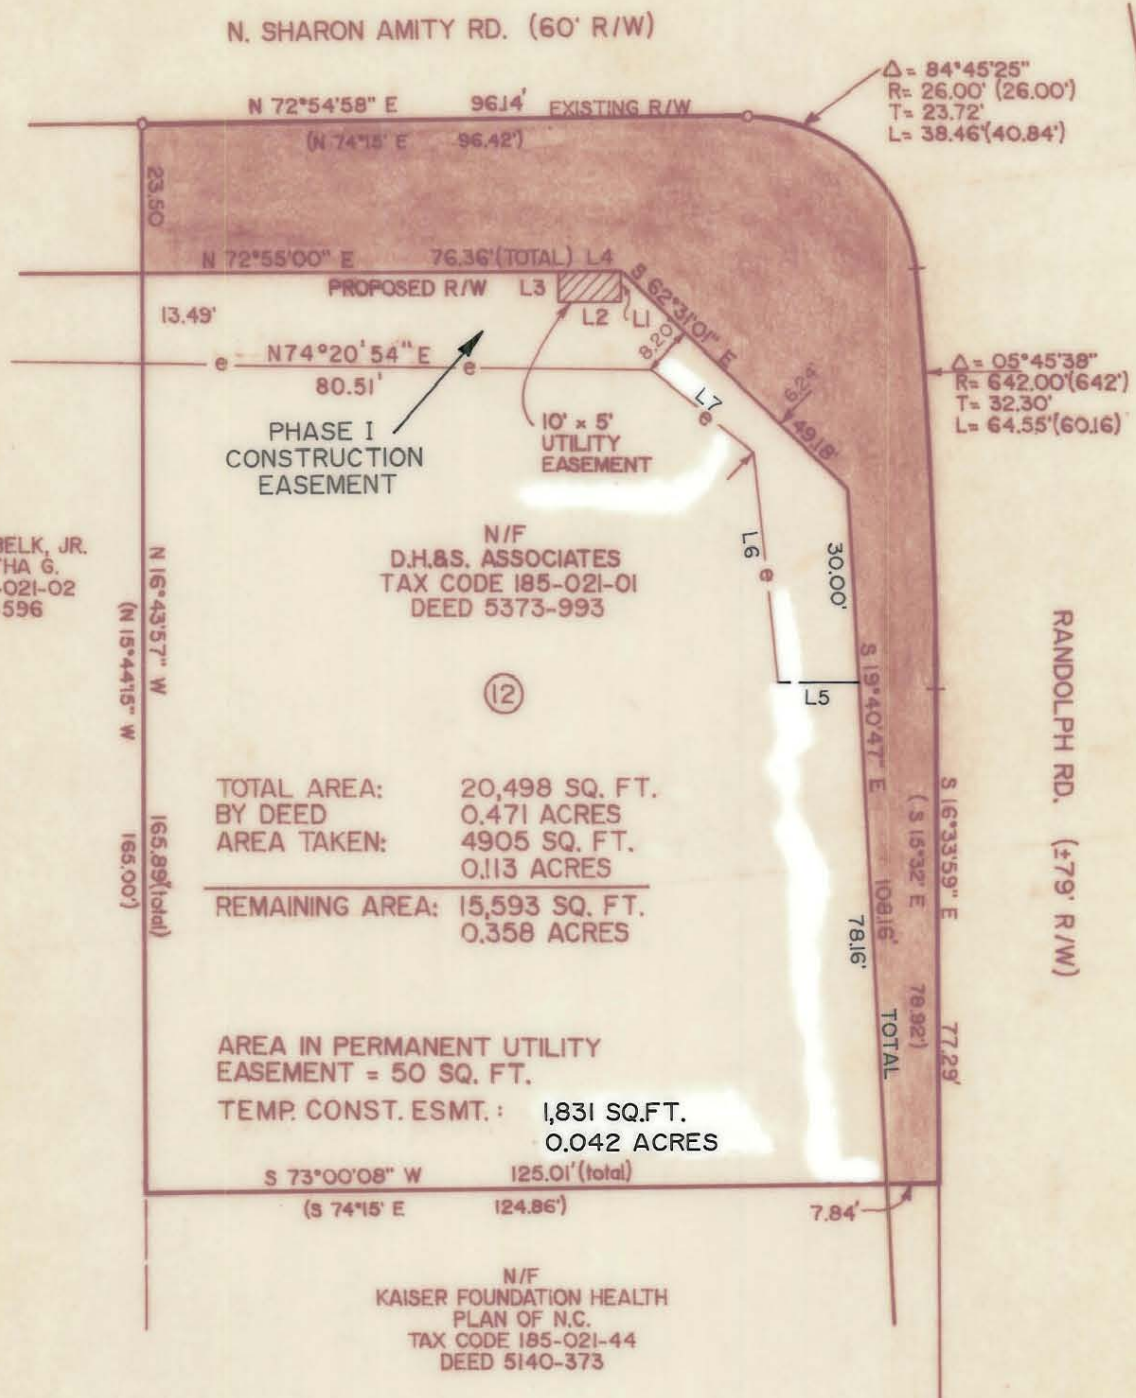 N. SHARON AMITY RD. (60' R/W)
Δ= 84°45'25"
R= 26.00' (26.00')
T= 23.72'
L= 38.46'(40.84')
N 72°54'58" E 96.14' EXISTING R/W
(N 74°15' E 96.42')
23.50
N 72°55'00" E 76.36'(TOTAL) L4
PROPOSED R/W L3
L2 L1
S 62°31'01" E
13.49'
8.20'
e N74°20'54"E e
80.51'
Δ= 05°45'38"
R= 642.00'(642')
T= 32.30'
L= 64.55'(60.16')
6.24'
L7
e
49.18'
PHASE I
CONSTRUCTION
EASEMENT
10' x 5'
UTILITY
EASEMENT
BELK, JR.
THA G.
-021-02
596
N 16°43'57" W
(N 15°44'15" W
165.89'(total)
165.00')
N/F
D.H.&S. ASSOCIATES
TAX CODE 185-021-01
DEED 5373-993
L6 e
30.00'
L5
12
S 19°40'47" E 108.16' TOTAL
78.16'
(S 15°32' E 78.92')
S 16°33'59" E 77.29'
RANDOLPH RD. (±79' R/W)
TOTAL AREA: 20,498 SQ. FT.
BY DEED 0.471 ACRES
AREA TAKEN: 4905 SQ. FT.
0.113 ACRES
REMAINING AREA: 15,593 SQ. FT.
0.358 ACRES
AREA IN PERMANENT UTILITY
EASEMENT = 50 SQ. FT.
TEMP. CONST. ESMT.: 1,831 SQ.FT.
0.042 ACRES
S 73°00'08" W 125.01'(total)
(S 74°15' E 124.86')
7.84'
N/F
KAISER FOUNDATION HEALTH
PLAN OF N.C.
TAX CODE 185-021-44
DEED 5140-373